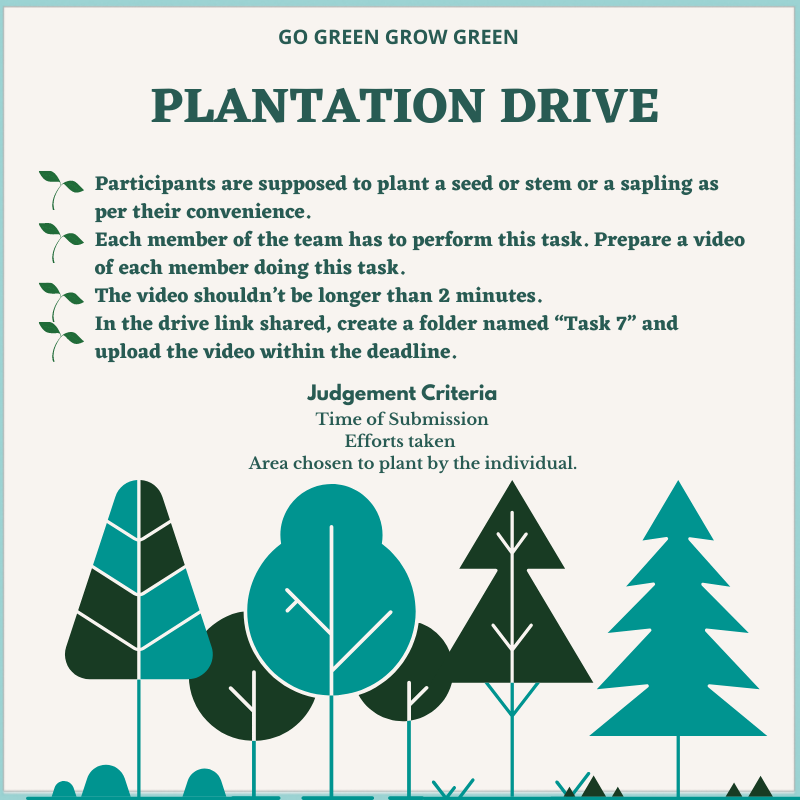 GO GREEN GROW GREEN
PLANTATION DRIVE
Participants are supposed to plant a seed or stem or a sapling as
per their convenience.
Each member of the team has to perform this task. Prepare a video
of each member doing this task.
The video shouldn’t be longer than 2 minutes.
In the drive link shared, create a folder named “Task 7” and
upload the video within the deadline.
Judgement Criteria
Time of Submission
Efforts taken
Area chosen to plant by the individual.